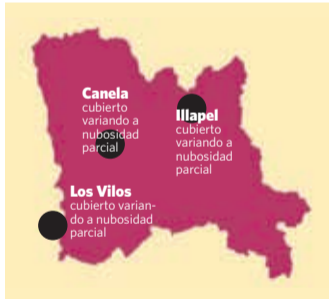 Canela
cubierto
variando a
nubosidad
parcial
Illapel
cubierto
variando a
nubosidad
parcial
Los Vilos
cubierto varian-
do a nubosidad
parcial